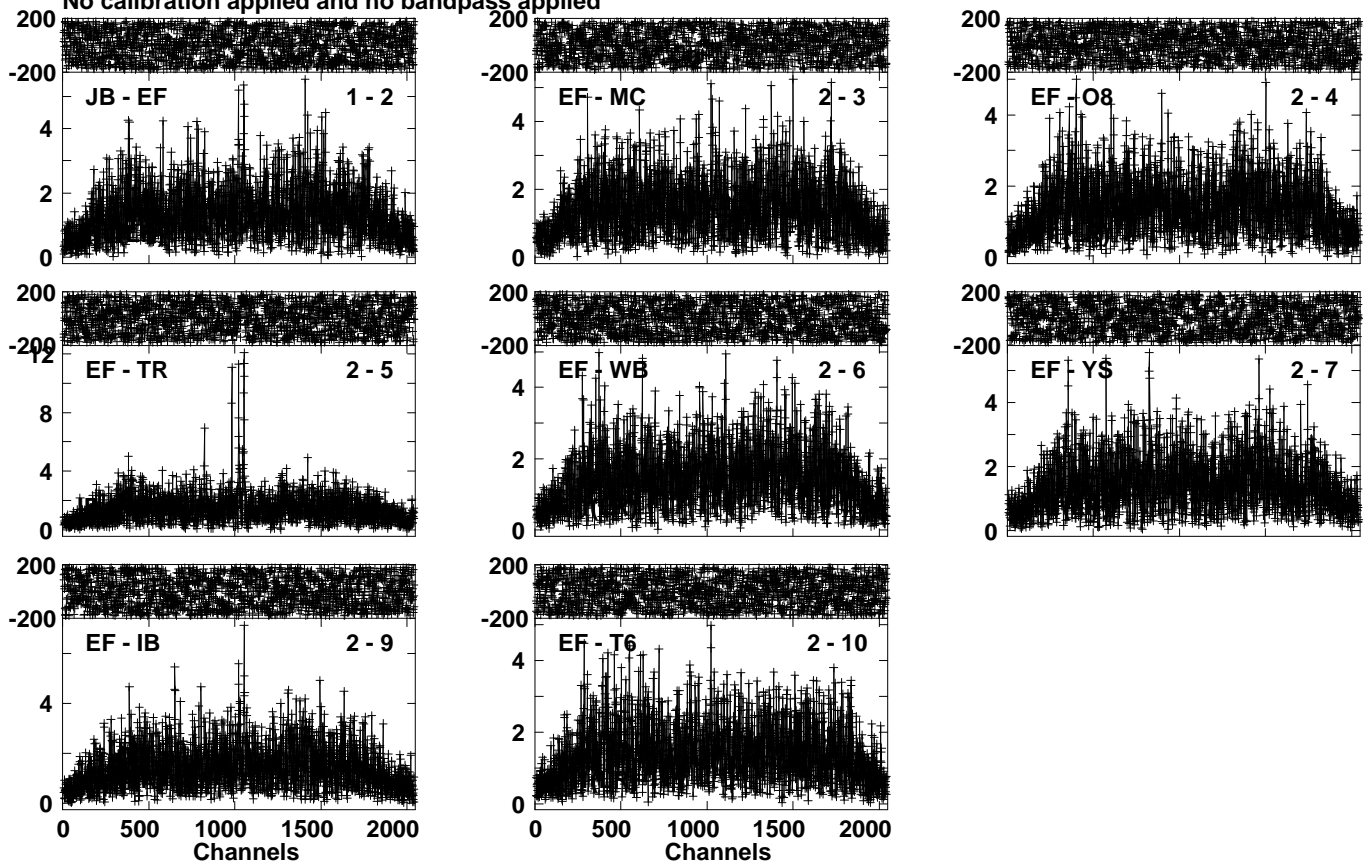 No calibration applied and no bandpass applied
200 200 200
-200 -200 -200
JB - EF 1 - 2 EF - MC 2 - 3 EF - O8 2 - 4
4 4 4
2 2 2
0 0 0
200 200 200
-200 -200 -200
12
EF - TR 2 - 5 EF - WB 2 - 6 EF - YS 2 - 7
8 4 4
4 2 2
0 0 0
200 200
-200 -200
EF - IB 2 - 9 EF - T6 2 - 10
4 4
2
0 0
0 500 1000 1500 2000 0 500 1000 1500 2000
Channels Channels